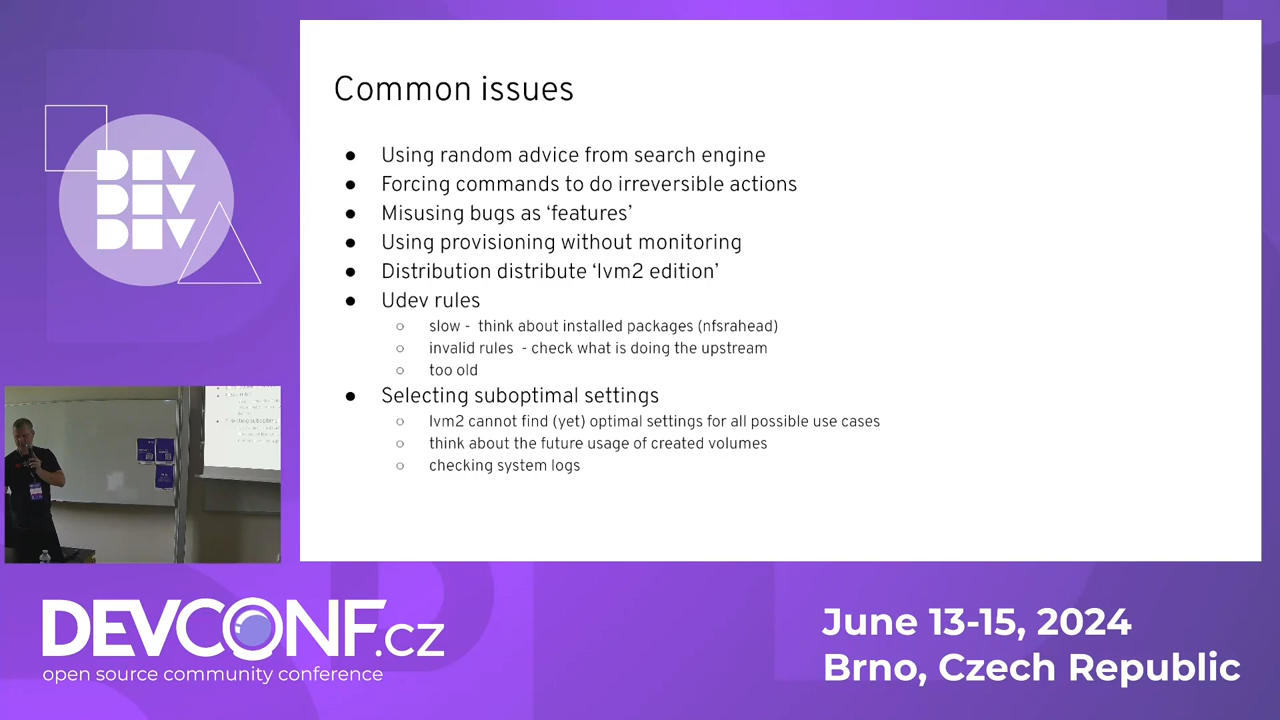 Common issues
● Using random advice from search engine
● Forcing commands to do irreversible actions
● Misusing bugs as ‘features’
● Using provisioning without monitoring
● Distribution distribute ‘lvm2 edition’
● Udev rules
○ slow - think about installed packages (nfsrahead)
○ invalid rules - check what is doing the upstream
○ too old
● Selecting suboptimal settings
○ lvm2 cannot find (yet) optimal settings for all possible use cases
○ think about the future usage of created volumes
○ checking system logs
DEV
DEV
DEV
DEVCONF.cz
open source community conference
June 13-15, 2024
Brno, Czech Republic